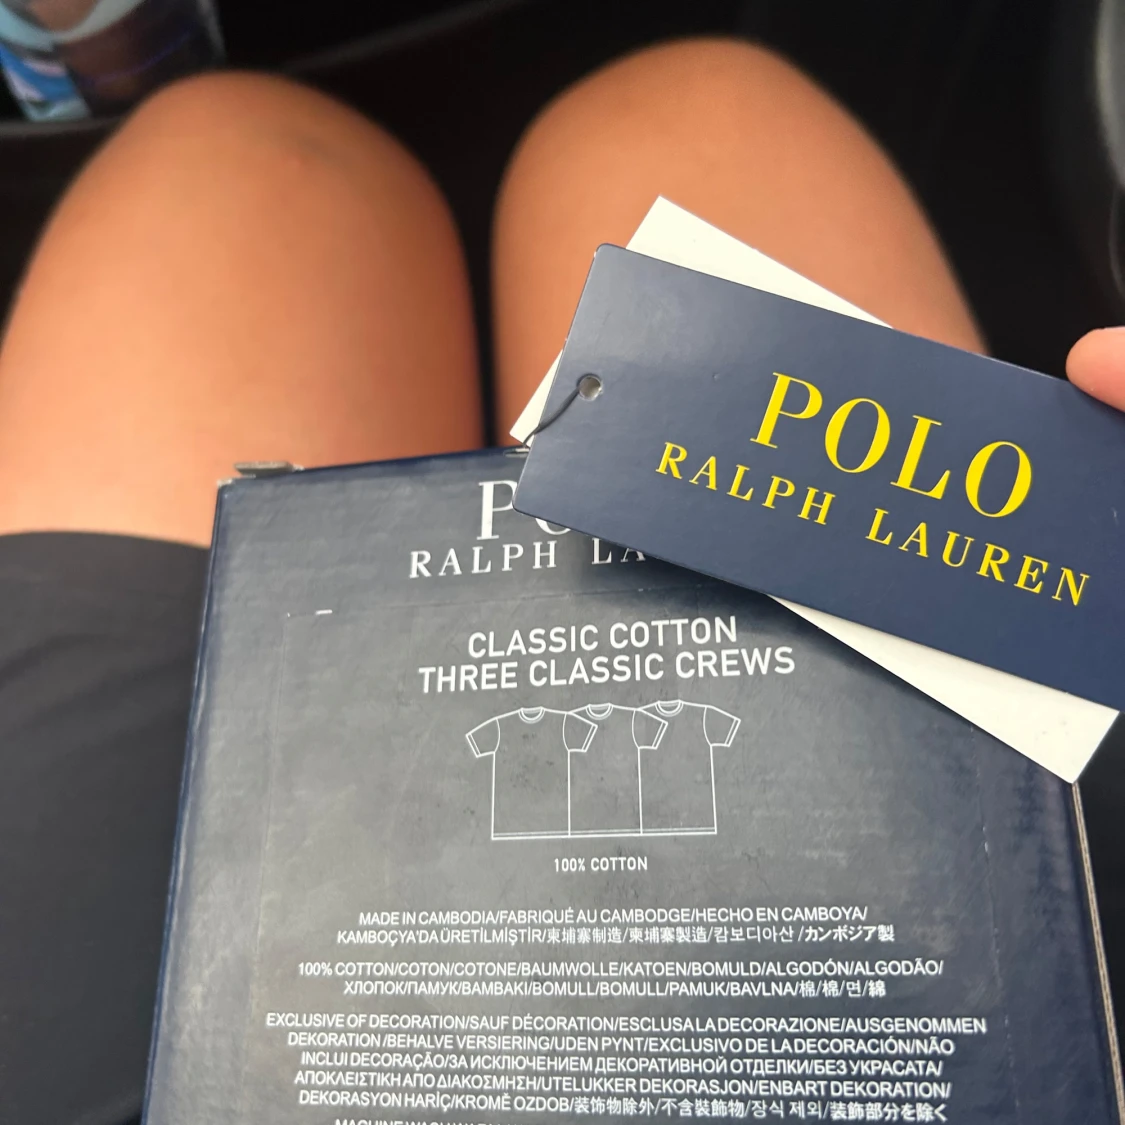 POLO
RALPH LAUREN
RALPH
CLASSIC COTTON
THREE CLASSIC CREWS
100% COTTON
MADE IN CAMBODIA/FABRIQUÉ AU CAMBODGE/HECHO EN CAMBOYA/
KAMBOÇYA'DA ÜRETİLMİŞTİR/柬埔寨制造/柬埔寨製造/캄보디아산 /カンボジア製
100% COTTON/COTON/COTONE/BAUMWOLLE/KATOEN/BOMULD/ALGODÓN/ALGODÃO/
ХЛОПОК/ПАМУК/ΒΑΜΒΑΚΙ/BOMULL/BOMULL/PAMUK/BAVLNA/棉/棉/면/綿
EXCLUSIVE OF DECORATION/SAUF DÉCORATION/ESCLUSA LA DECORAZIONE/AUSGENOMMEN
DEKORATION/BEHALVE VERSIERING/UDEN PYNT/EXCLUSIVO DE LA DECORACIÓN/NÃO
INCLUI DECORAÇÃO/ЗА ИСКЛЮЧЕНИЕМ ДЕКОРАТИВНОЙ ОТДЕЛКИ/БЕЗ УКРАСАТА/
ΑΠΟΚΛΕΙΣΤΙΚΗ ΑΠΟ ΔΙΑΚΟΣΜΗΣΗ/UTELUKKER DEKORASJON/ENBART DEKORATION/
DEKORASYON HARİÇ/KROMĚ OZDOB/装饰物除外/不含裝飾物/장식 제외/装飾部分を除く